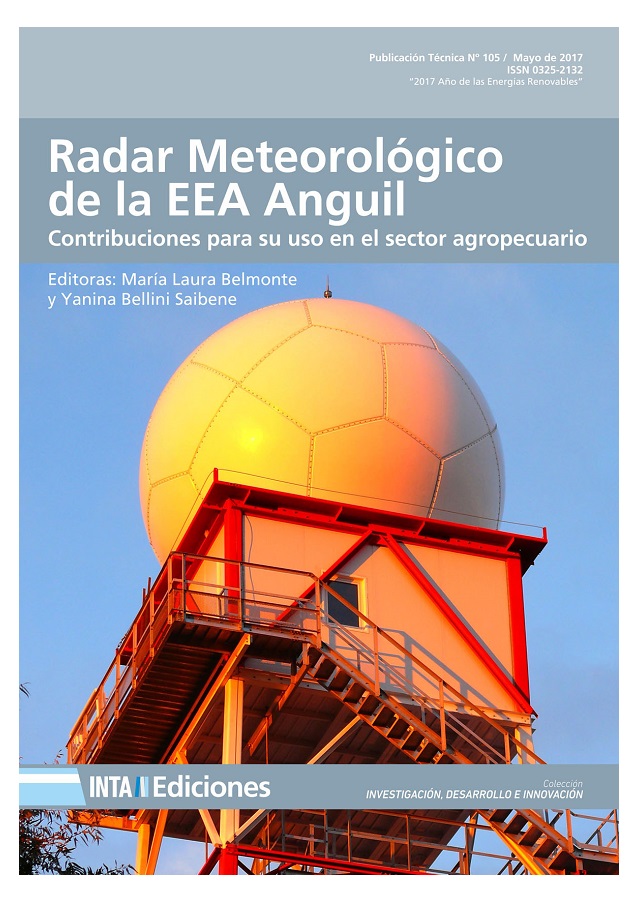 Publicación Técnica Nº 105 / Mayo de 2017
ISSN 0325-2132
“2017 Año de las Energías Renovables”
Radar Meteorológico
de la EEA Anguil
Contribuciones para su uso en el sector agropecuario
Editoras: María Laura Belmonte
y Yanina Bellini Saibene
INTA Ediciones
Colección
INVESTIGACIÓN, DESARROLLO E INNOVACIÓN